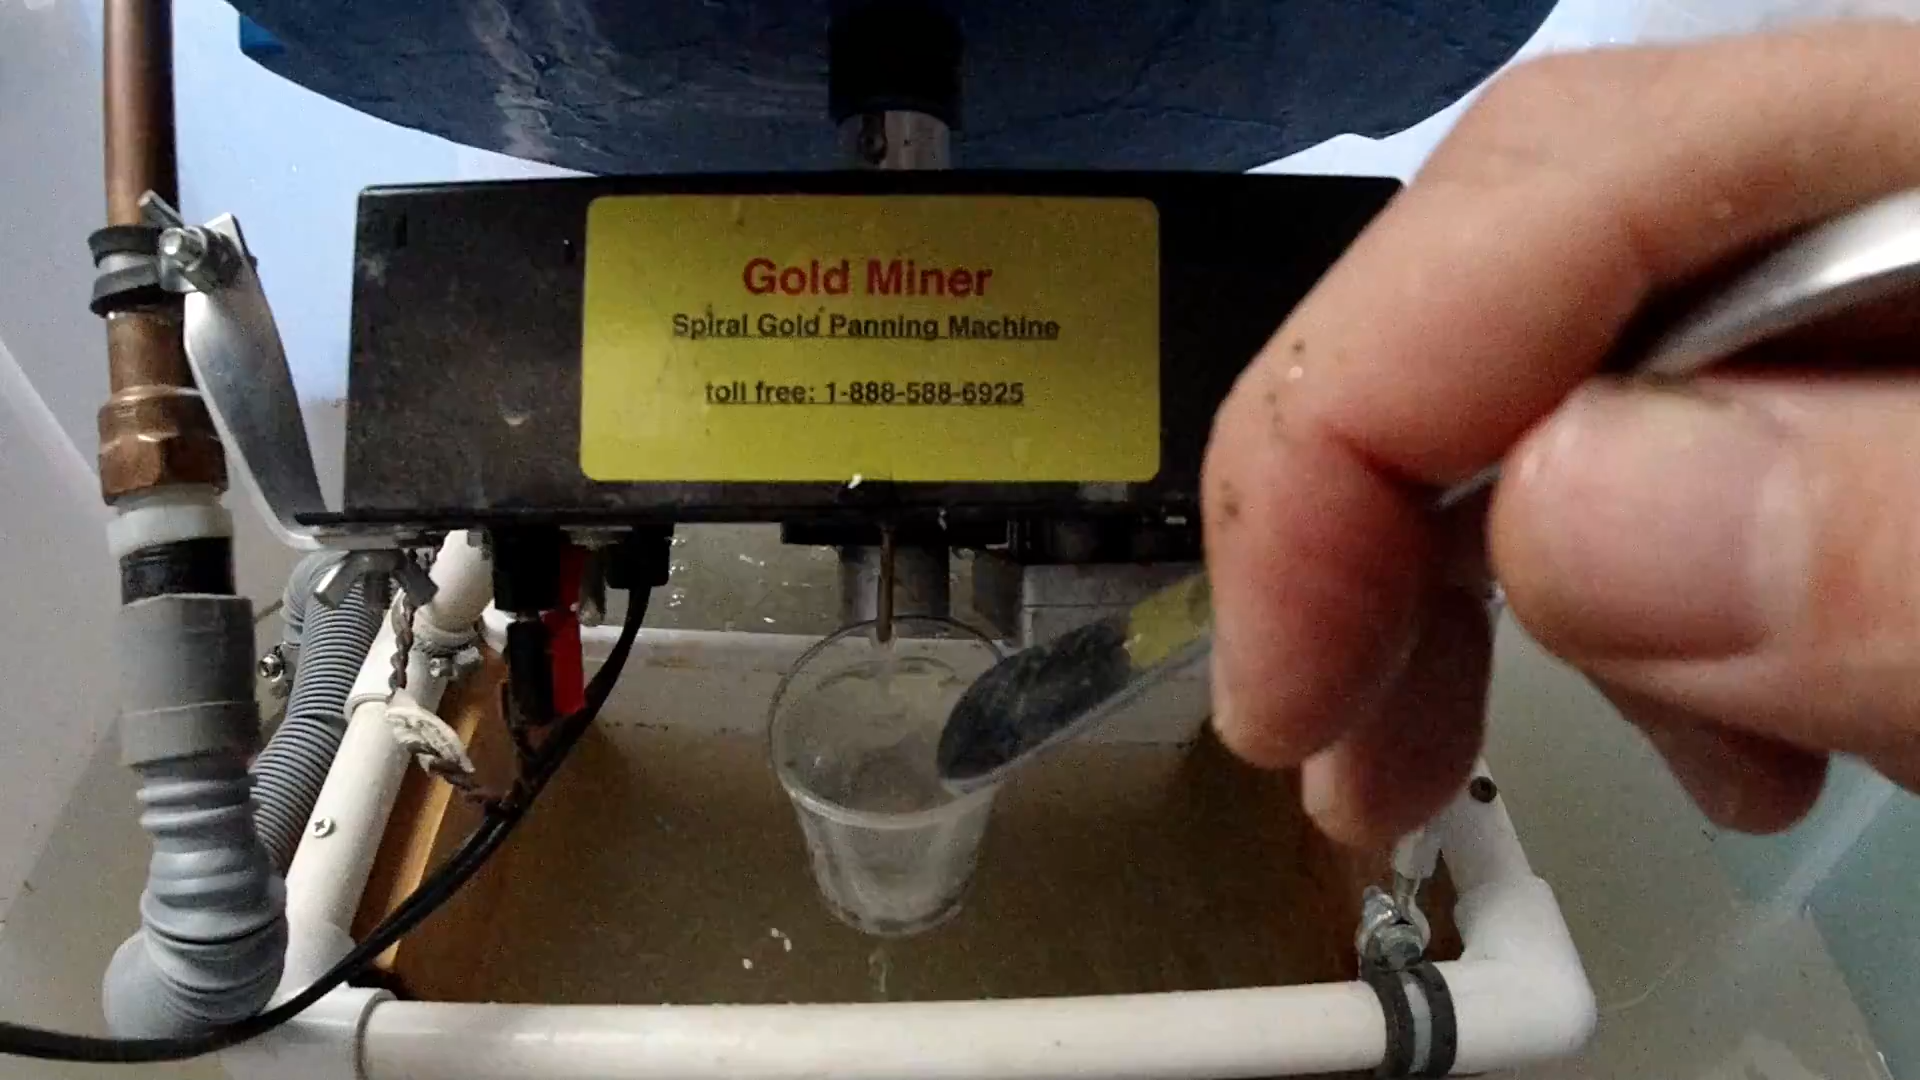 Gold Miner
Spiral Gold Panning Machine
toll free: 1-888-588-6925